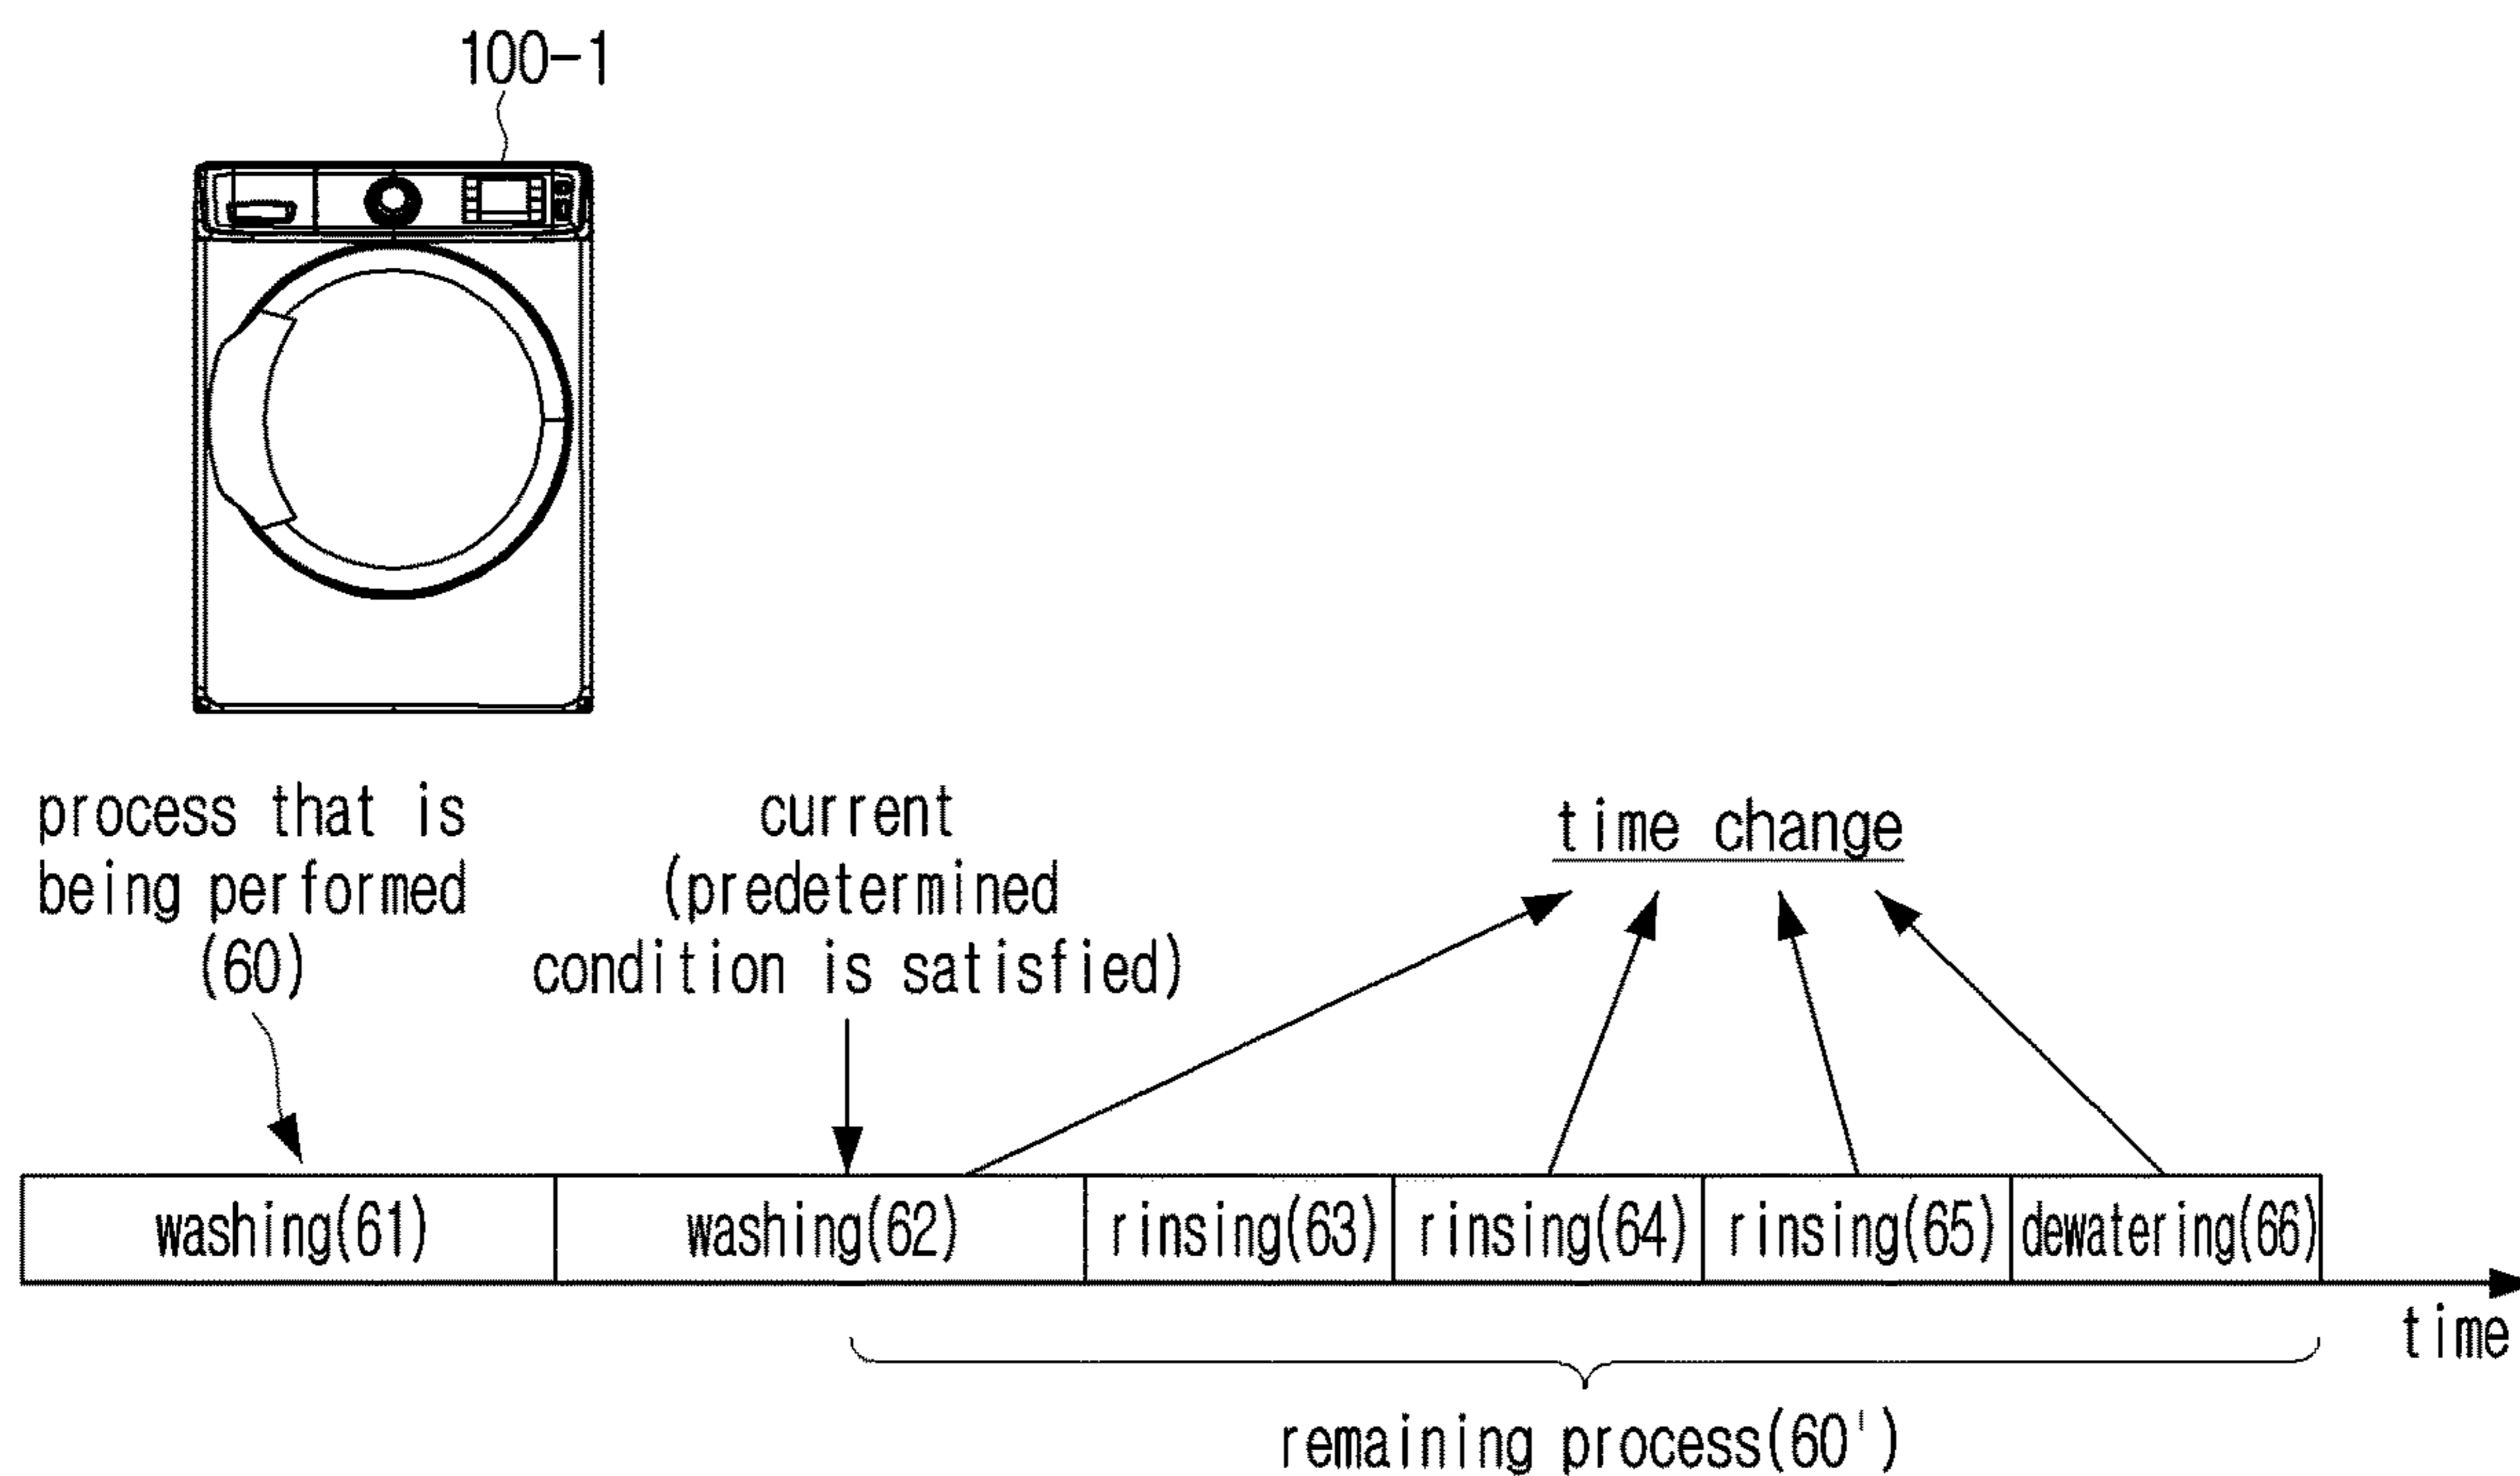 100-1
process that is
being performed
(60)
current
(predetermined
condition is satisfied)
time change
washing(61)
washing(62)
rinsing(63)
rinsing(64)
rinsing(65)
dewatering(66)
time
remaining process(60')